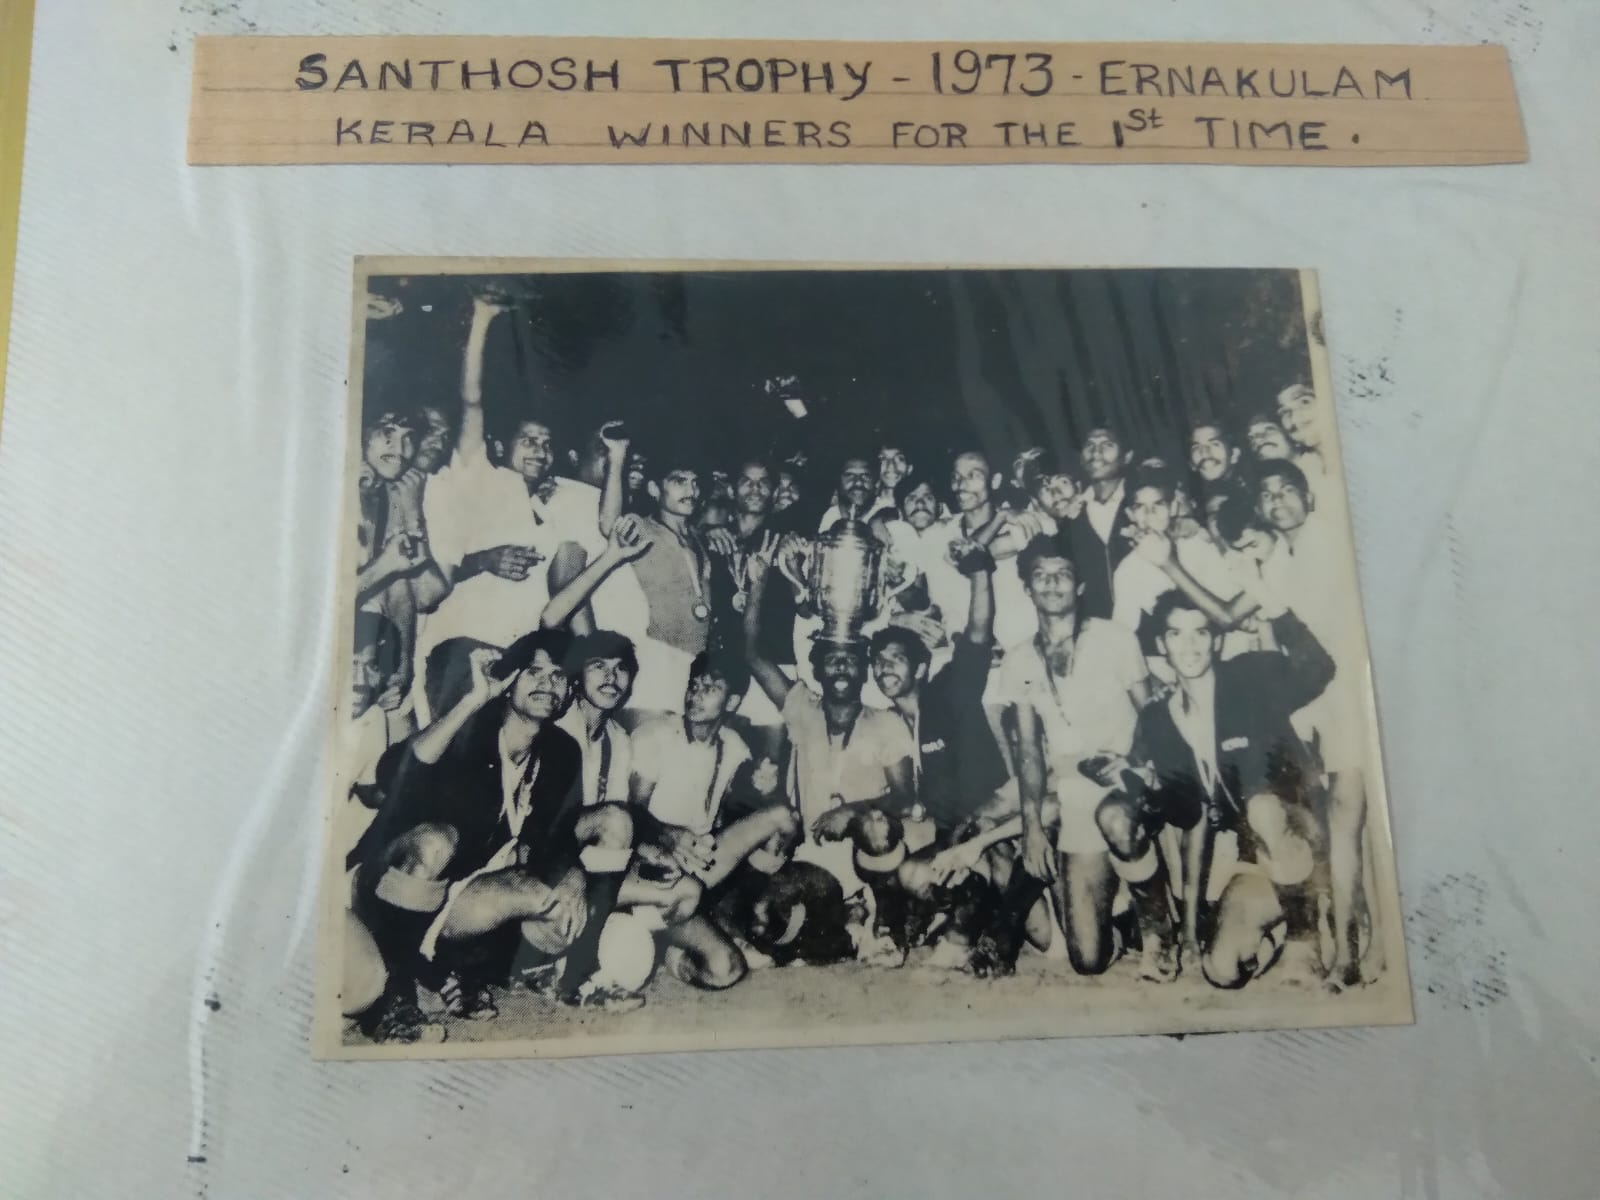 SANTHOSH TROPHY - 1973 - ERNAKULAM
KERALA WINNERS FOR THE 1st TIME.